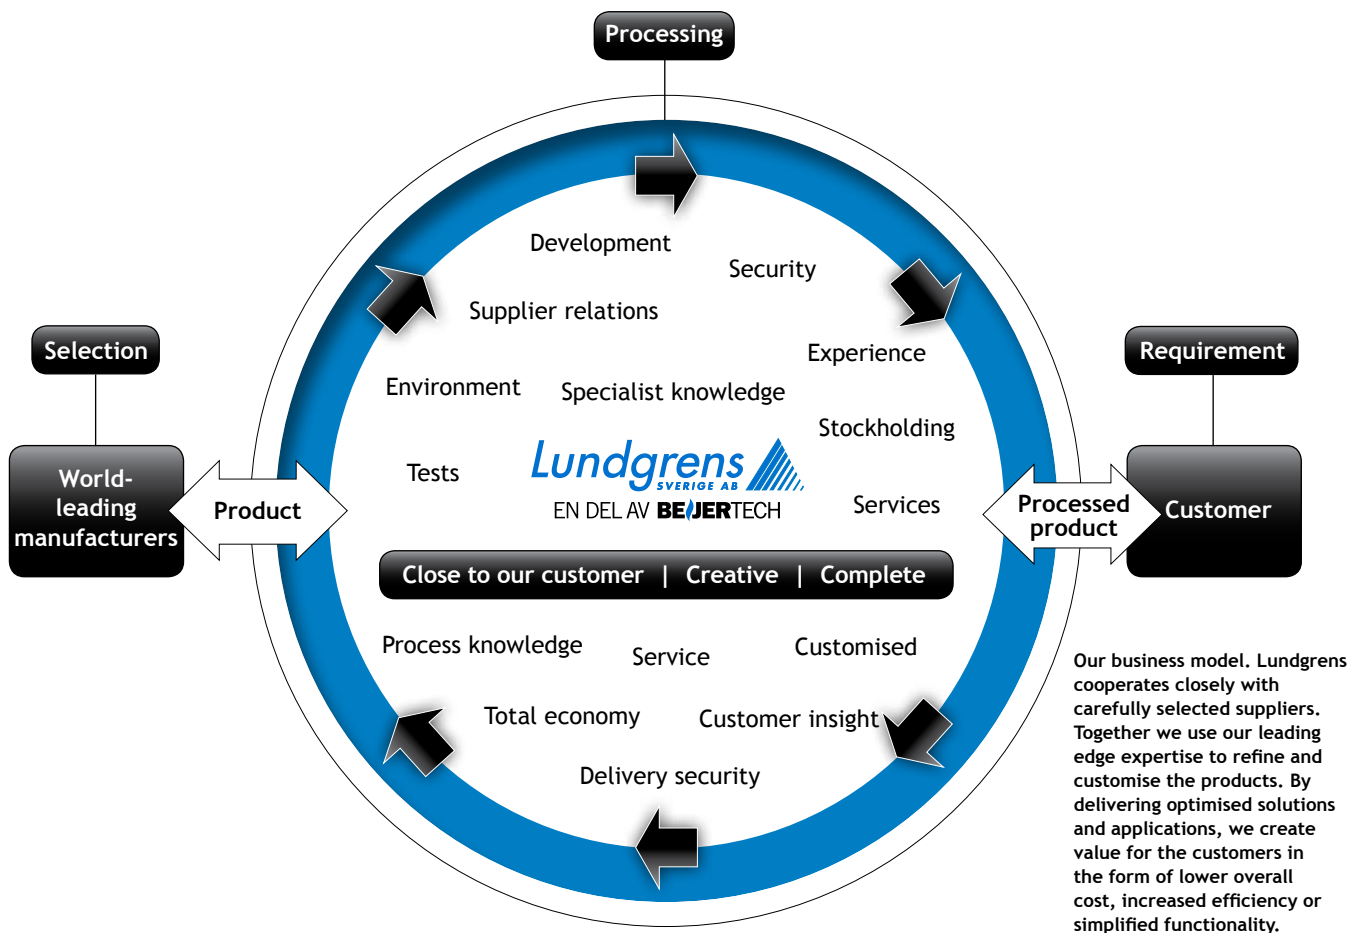 Processing
Development
Security
Supplier relations
Selection
Experience
Requirement
Environment
Specialist knowledge
Stockholding
Lundgrens
SVERIGE AB
EN DEL AV BEIJERTECH
Tests
Services
World-
leading
manufacturers
Product
Processed
product
Customer
Close to our customer | Creative | Complete
Process knowledge
Service
Customised
Total economy
Customer insight
Delivery security
Our business model. Lundgrens
cooperates closely with
carefully selected suppliers.
Together we use our leading
edge expertise to refine and
customise the products. By
delivering optimised solutions
and applications, we create
value for the customers in
the form of lower overall
cost, increased efficiency or
simplified functionality.